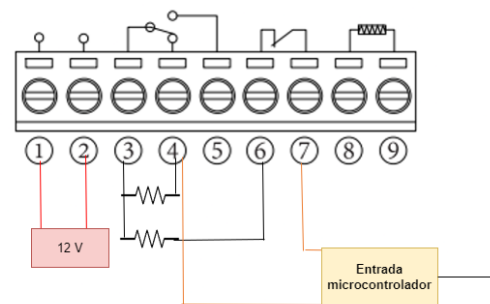 ① ② ③ ④ ⑤ ⑥ ⑦ ⑧ ⑨
12 V
Entrada
microcontrolador